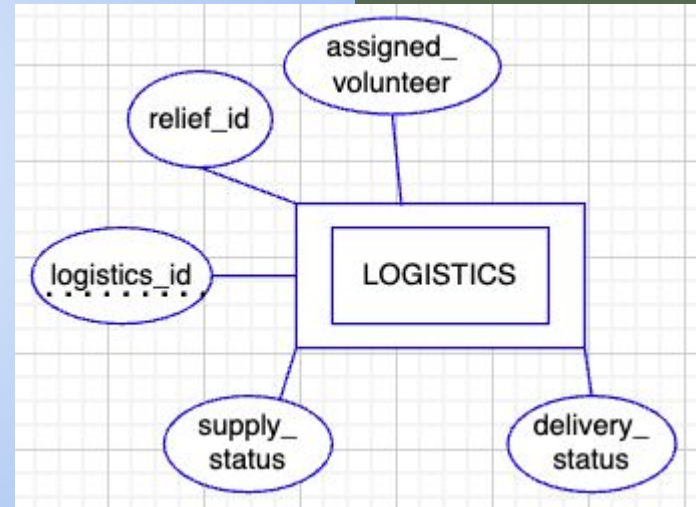 assigned_
volunteer
relief_id
logistics_id
LOGISTICS
supply_
status
delivery_
status